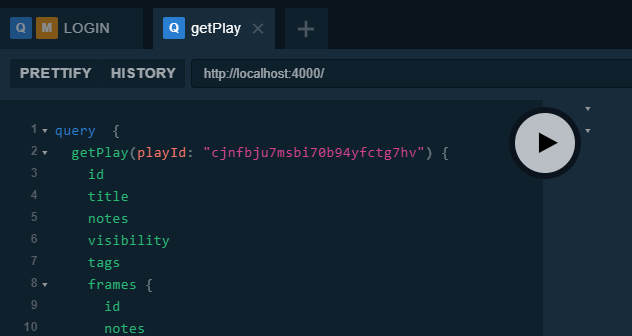 Q M LOGIN Q getPlay × +
PRETTIFY HISTORY http://localhost:4000/
1 query {
2 getPlay(playId: "cjnfbju7msbi70b94yfctg7hv") {
3 id
4 title
5 notes
6 visibility
7 tags
8 frames {
9 id
10 notes